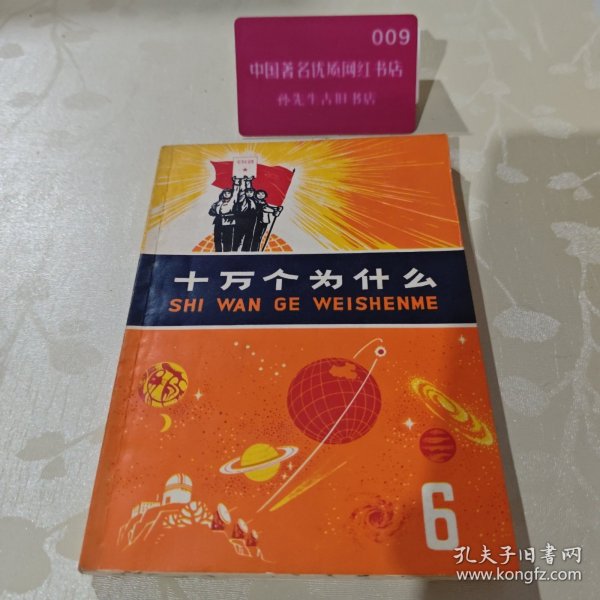 009
中国著名优质网红书店
孙先生古旧书店
十万个为什么
SHI WAN GE WEISHENME
6
孔夫子旧书网
www.kongfz.com